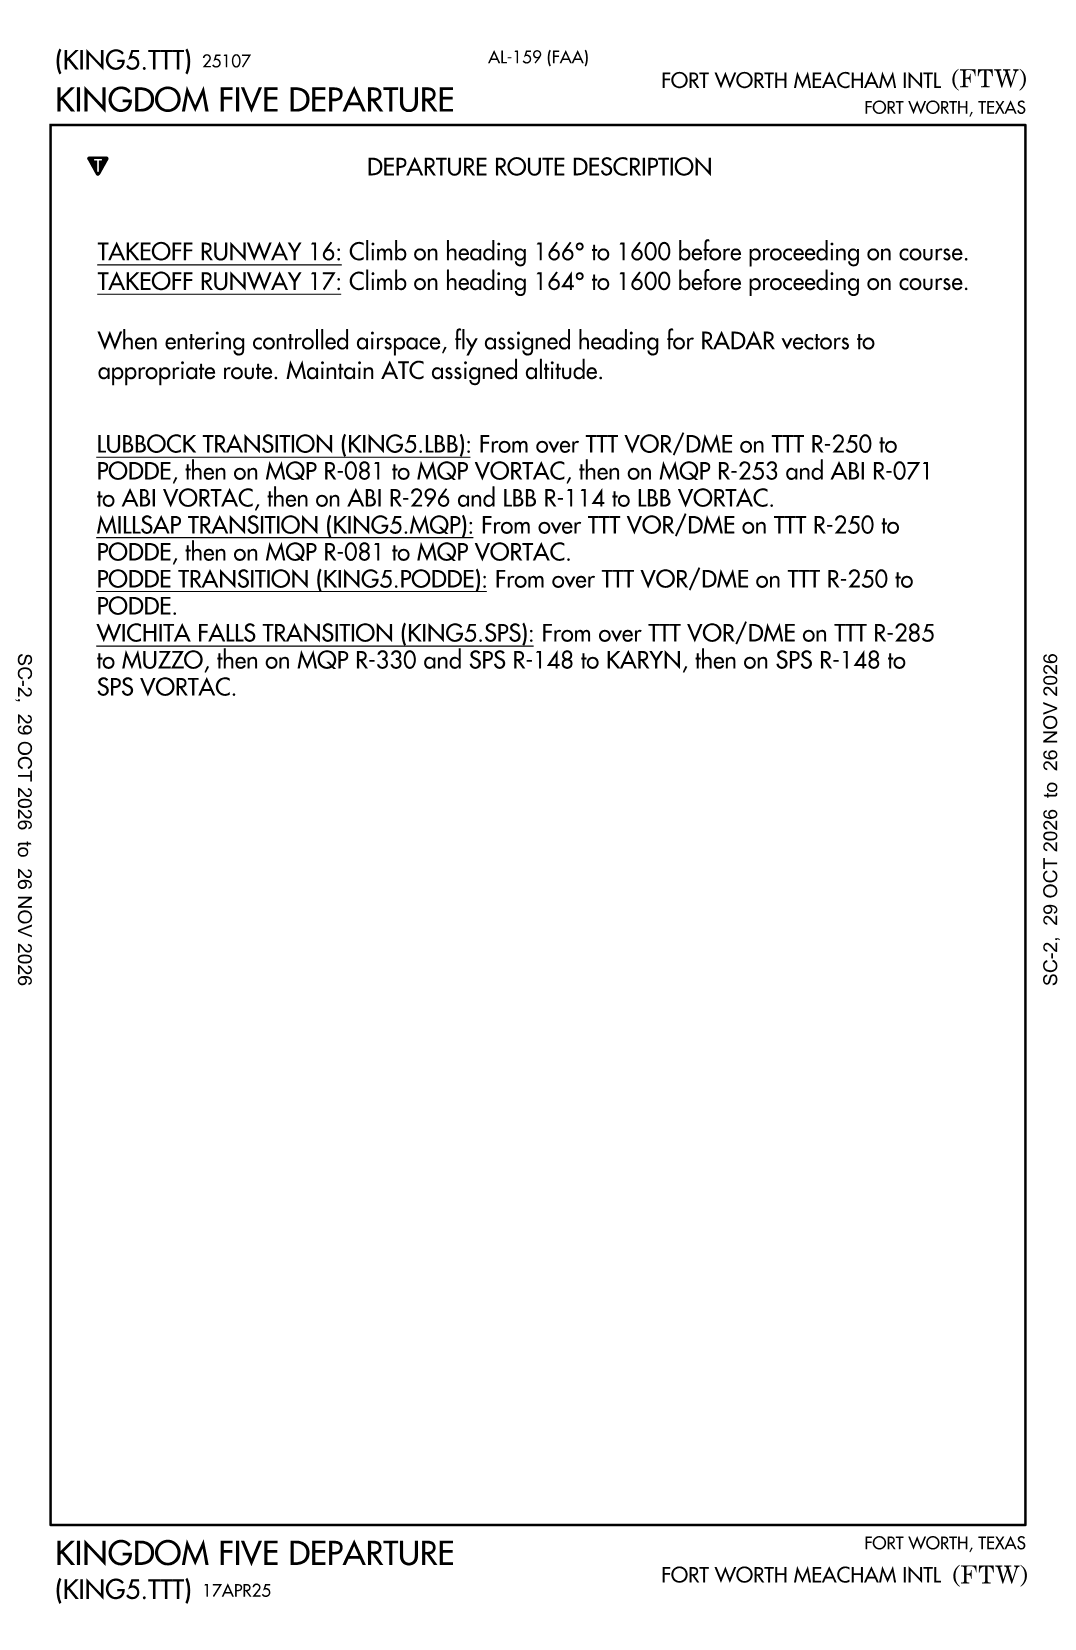 (KING5.TTT) 25107
AL-159 (FAA)
FORT WORTH MEACHAM INTL (FTW)
KINGDOM FIVE DEPARTURE
FORT WORTH, TEXAS
T
DEPARTURE ROUTE DESCRIPTION
TAKEOFF RUNWAY 16: Climb on heading 166° to 1600 before proceeding on course.
TAKEOFF RUNWAY 17: Climb on heading 164° to 1600 before proceeding on course.
When entering controlled airspace, fly assigned heading for RADAR vectors to
appropriate route. Maintain ATC assigned altitude.
LUBBOCK TRANSITION (KING5.LBB): From over TTT VOR/DME on TTT R-250 to
PODDE, then on MQP R-081 to MQP VORTAC, then on MQP R-253 and ABI R-071
to ABI VORTAC, then on ABI R-296 and LBB R-114 to LBB VORTAC.
MILLSAP TRANSITION (KING5.MQP): From over TTT VOR/DME on TTT R-250 to
PODDE, then on MQP R-081 to MQP VORTAC.
PODDE TRANSITION (KING5.PODDE): From over TTT VOR/DME on TTT R-250 to
PODDE.
WICHITA FALLS TRANSITION (KING5.SPS): From over TTT VOR/DME on TTT R-285
to MUZZO, then on MQP R-330 and SPS R-148 to KARYN, then on SPS R-148 to
SPS VORTAC.
SC-2, 29 OCT 2026 to 26 NOV 2026
SC-2, 29 OCT 2026 to 26 NOV 2026
KINGDOM FIVE DEPARTURE
FORT WORTH, TEXAS
(KING5.TTT) 17APR25
FORT WORTH MEACHAM INTL (FTW)